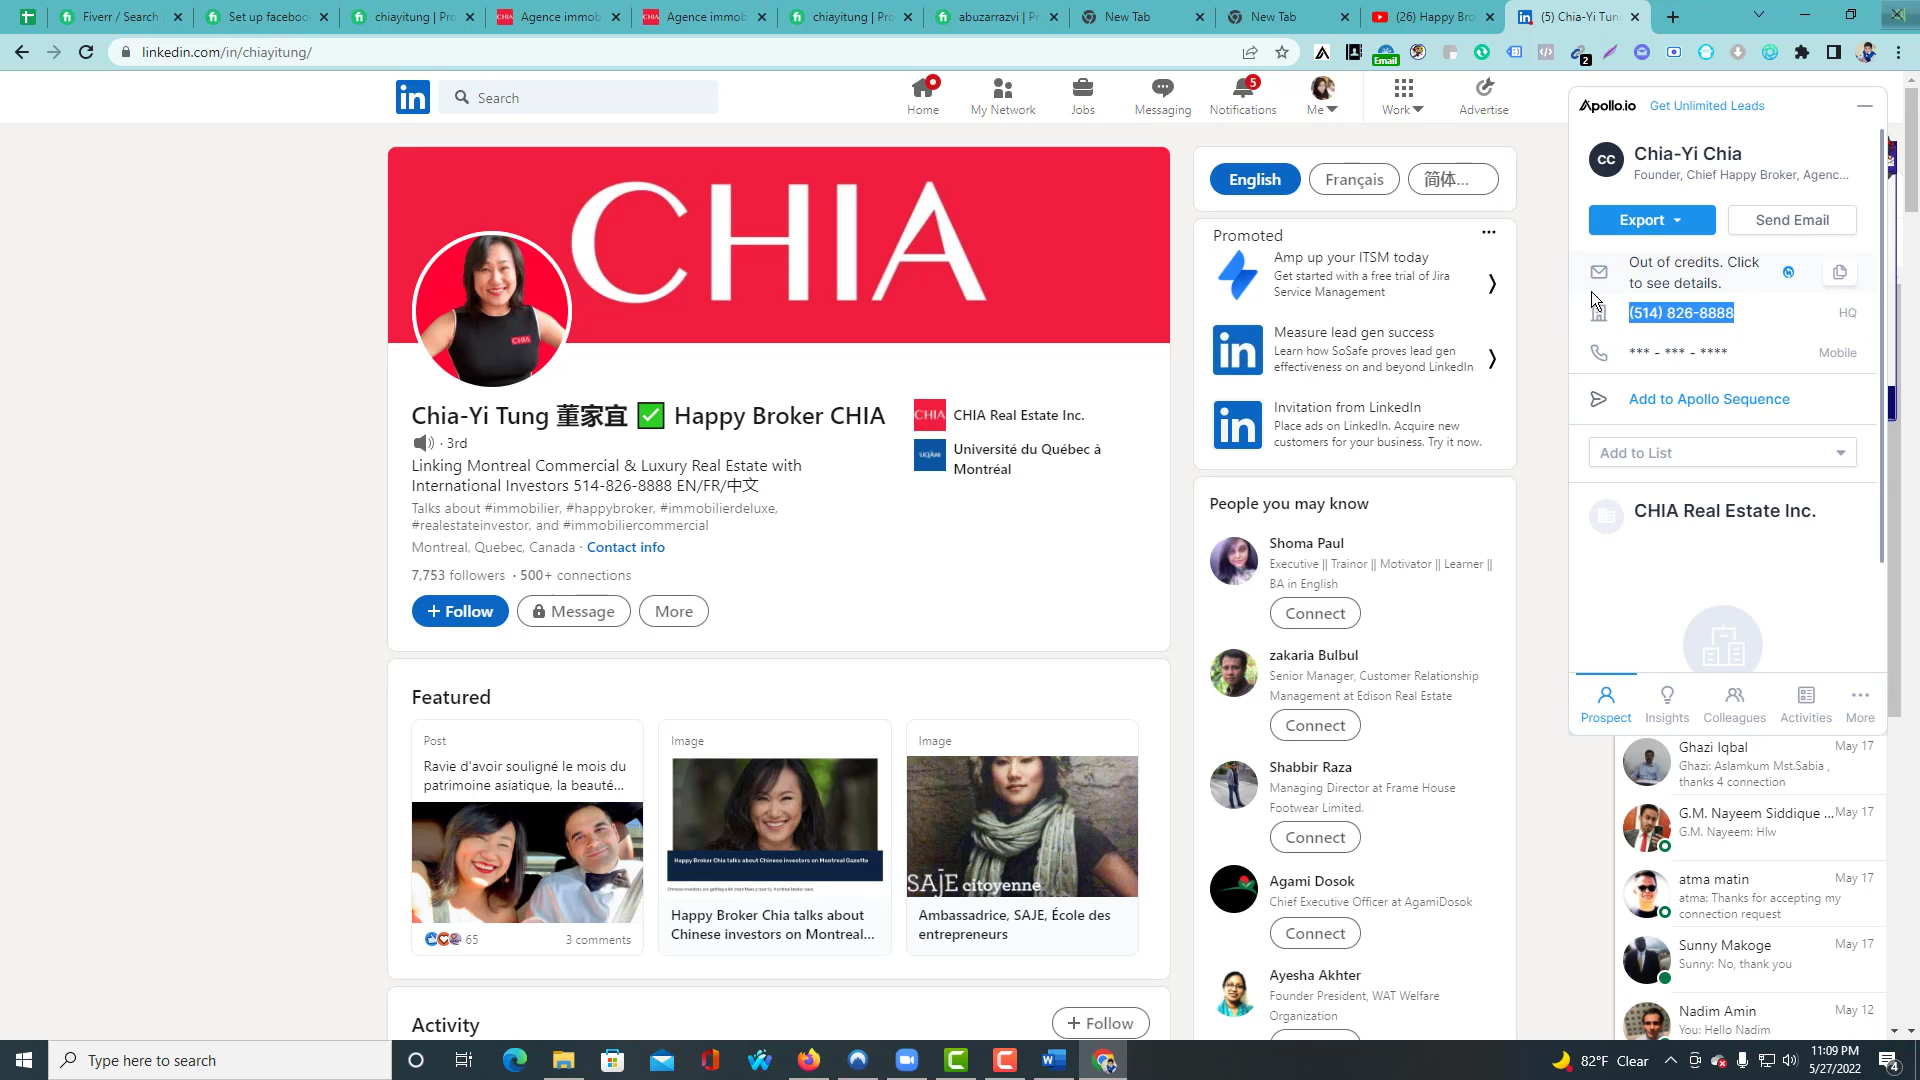 Fiverr / Search
Set up faceboo
chiayitung | Pro
Agence immob
Agence immob
chiayitung | Pro
abuzarrazvi | P
New Tab
New Tab
(26) Happy Bro
(5) Chia-Yi Tun
linkedin.com/in/chiayitung/
Email
2
Search
Home
My Network
Jobs
Messaging
5
Notifications
Me
Work
Advertise
CHIA
CHIA
Chia-Yi Tung 董家宜 ✅ Happy Broker CHIA
· 3rd
Linking Montreal Commercial & Luxury Real Estate with
International Investors 514-826-8888 EN/FR/中文
Talks about #immobilier, #happybroker, #immobilierdeluxe,
#realestateinvestor, and #immobiliercommercial
Montreal, Quebec, Canada · Contact info
7,753 followers · 500+ connections
+ Follow
Message
More
CHIA
CHIA Real Estate Inc.
UQÀM
Université du Québec à
Montréal
Featured
Post
Ravie d'avoir souligné le mois du
patrimoine asiatique, la beauté...
65
3 comments
Image
Happy Broker Chia talks about Chinese investors on Montreal Gazette
Happy Broker Chia talks about
Chinese investors on Montreal...
Image
SAJE citoyenne
Ambassadrice, SAJE, École des
entrepreneurs
Activity
+ Follow
English
Français
简体...
Promoted
Amp up your ITSM today
Get started with a free trial of Jira
Service Management
Measure lead gen success
Learn how SoSafe proves lead gen
effectiveness on and beyond LinkedIn
Invitation from LinkedIn
Place ads on LinkedIn. Acquire new
customers for your business. Try it now.
People you may know
Shoma Paul
Executive || Trainor || Motivator || Learner ||
BA in English
Connect
zakaria Bulbul
Senior Manager, Customer Relationship
Management at Edison Real Estate
Connect
Shabbir Raza
Managing Director at Frame House
Footwear Limited.
Connect
Agami Dosok
Chief Executive Officer at AgamiDosok
Connect
Ayesha Akhter
Founder President, WAT Welfare
Organization
Apollo.io
Get Unlimited Leads
CC
Chia-Yi Chia
Founder, Chief Happy Broker, Agenc...
Export
Send Email
Out of credits. Click
to see details.
(514) 826-8888
HQ
*** - *** - ****
Mobile
Add to Apollo Sequence
Add to List
CHIA Real Estate Inc.
Prospect
Insights
Colleagues
Activities
More
Ghazi Iqbal
May 17
Ghazi: Aslamkum Mst.Sabia ,
thanks 4 connection
G.M. Nayeem Siddique ...
May 17
G.M. Nayeem: Hlw
atma matin
May 17
atma: Thanks for accepting my
connection request
Sunny Makoge
May 17
Sunny: No, thank you
Nadim Amin
May 12
You: Hello Nadim
Type here to search
82°F Clear
11:09 PM
5/27/2022
4